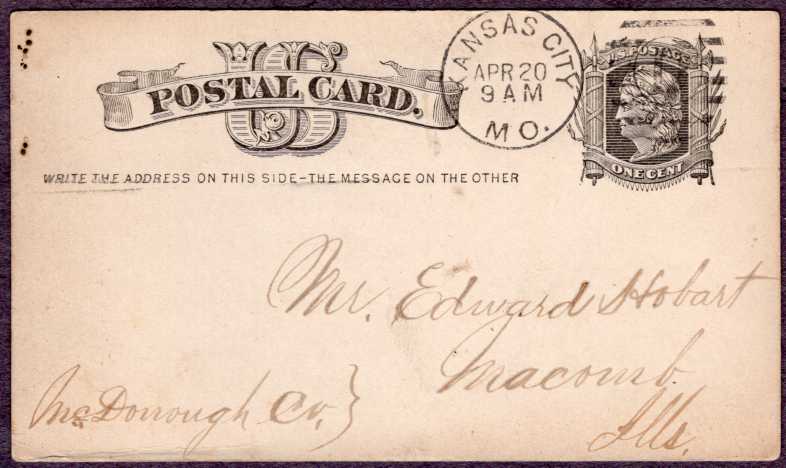 US
POSTAL CARD.
WRITE THE ADDRESS ON THIS SIDE-THE MESSAGE ON THE OTHER
KANSAS CITY
APR 20
9 AM
MO.
U.S. POSTAGE
ONE CENT
Mr. Edward Hobart
Macomb
McDonough Co. }
Ills.